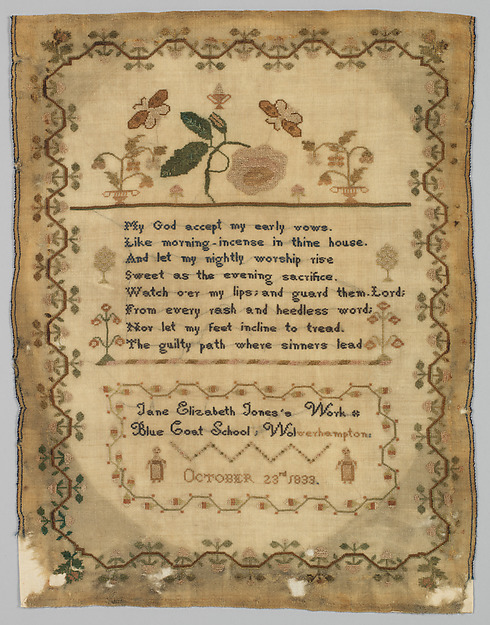 My God accept my early vows.
Like morning-incense in thine house.
And let my nightly worship rise
Sweet as the evening sacrifice.
Watch o'er my lips; and guard them Lord;
From every rash and heedless word;
Nor let my feet incline to tread.
The guilty path where sinners lead
Jane Elizabeth Jones's Work
Blue Coat School; Wolverhampton;
OCTOBER 23rd 1833.